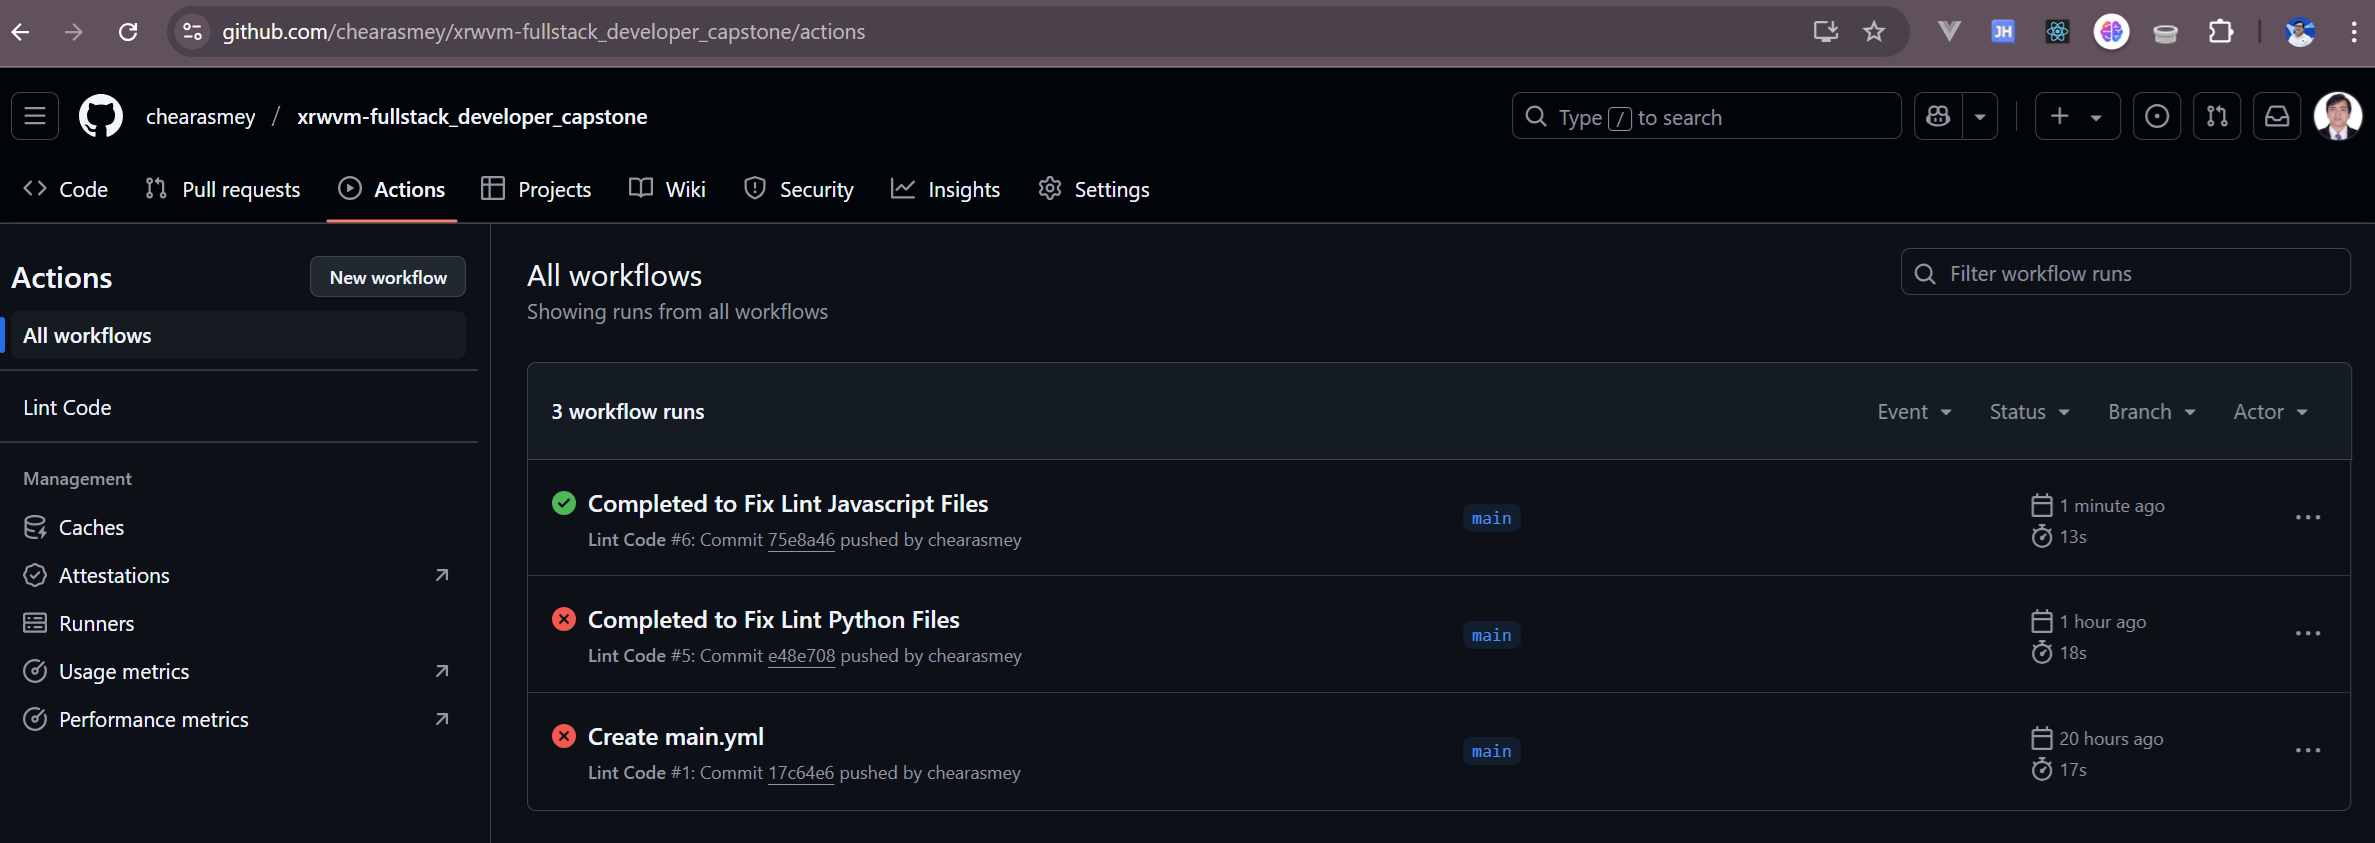 github.com/chearasmey/xrwvm-fullstack_developer_capstone/actions
JH
chearasmey / xrwvm-fullstack_developer_capstone
Type / to search
Code
Pull requests
Actions
Projects
Wiki
Security
Insights
Settings
Actions
New workflow
All workflows
Lint Code
Management
Caches
Attestations
Runners
Usage metrics
Performance metrics
All workflows
Showing runs from all workflows
Filter workflow runs
3 workflow runs
Event
Status
Branch
Actor
Completed to Fix Lint Javascript Files
Lint Code #6: Commit 75e8a46 pushed by chearasmey
main
1 minute ago
13s
Completed to Fix Lint Python Files
Lint Code #5: Commit e48e708 pushed by chearasmey
main
1 hour ago
18s
Create main.yml
Lint Code #1: Commit 17c64e6 pushed by chearasmey
main
20 hours ago
17s